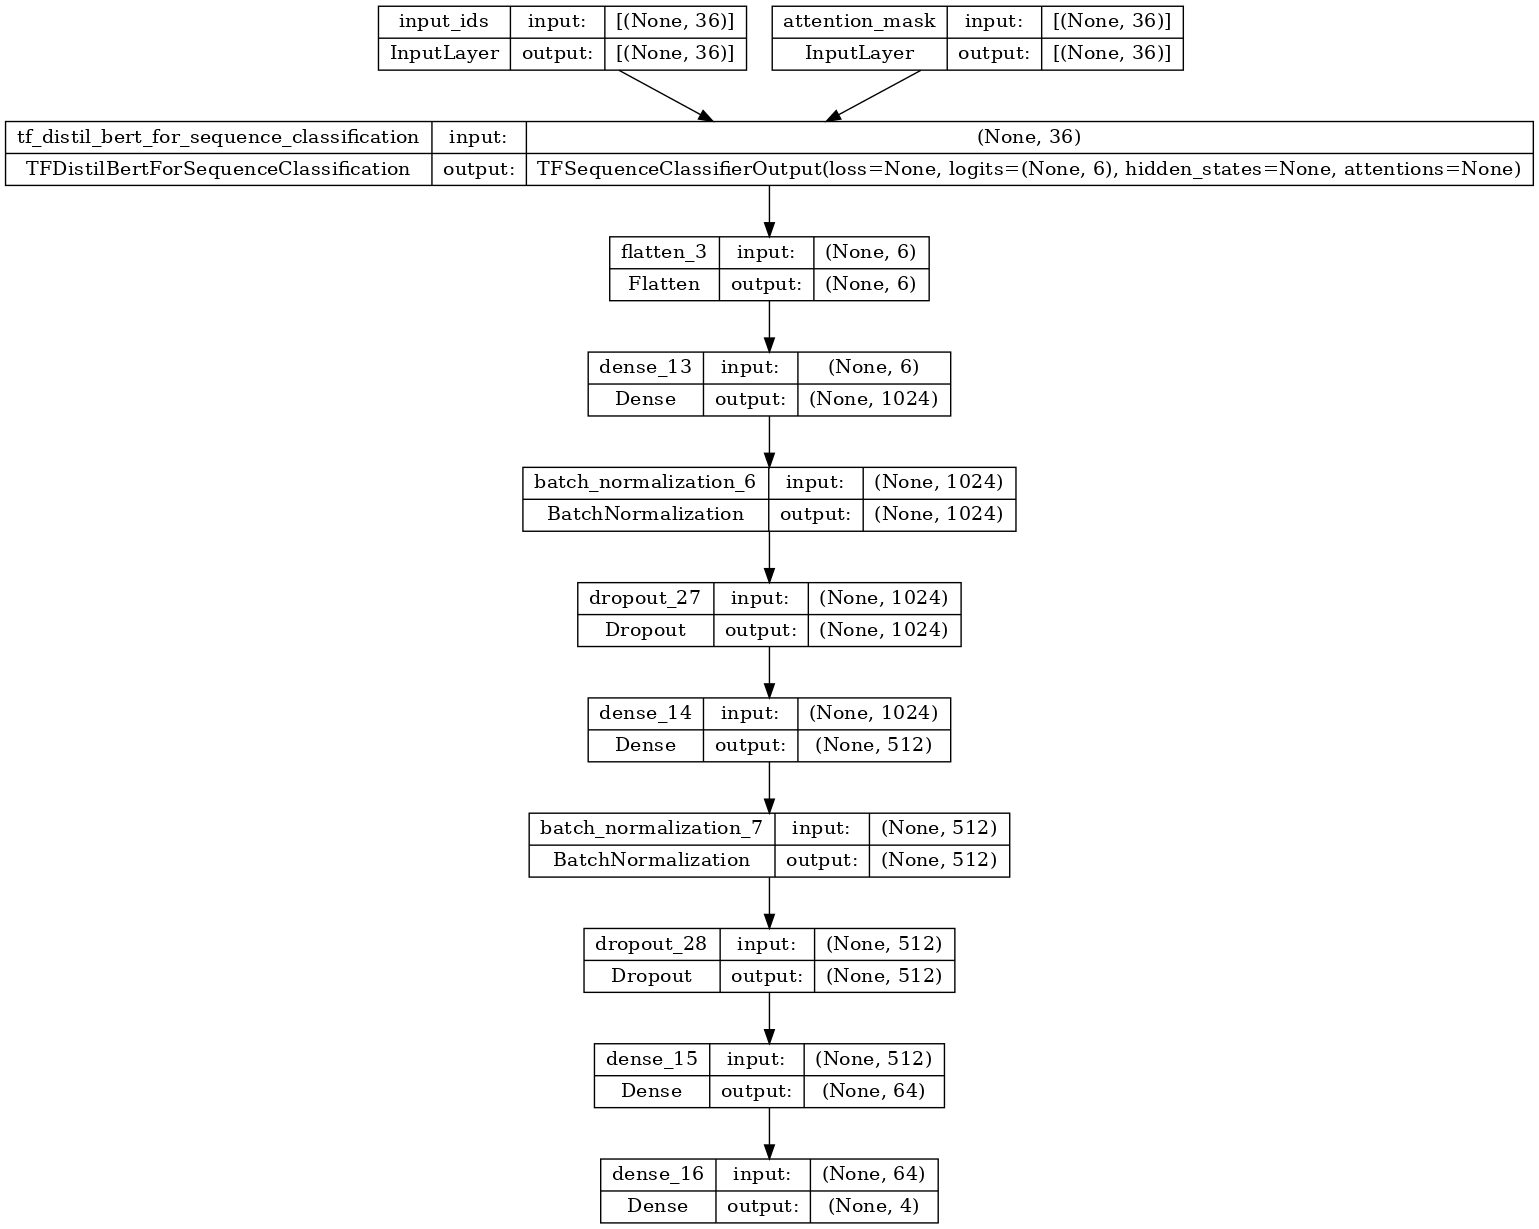 input_ids input: [(None, 36)]
InputLayer output: [(None, 36)]
attention_mask input: [(None, 36)]
InputLayer output: [(None, 36)]
tf_distil_bert_for_sequence_classification input: (None, 36)
TFDistilBertForSequenceClassification output: TFSequenceClassifierOutput(loss=None, logits=(None, 6), hidden_states=None, attentions=None)
flatten_3 input: (None, 6)
Flatten output: (None, 6)
dense_13 input: (None, 6)
Dense output: (None, 1024)
batch_normalization_6 input: (None, 1024)
BatchNormalization output: (None, 1024)
dropout_27 input: (None, 1024)
Dropout output: (None, 1024)
dense_14 input: (None, 1024)
Dense output: (None, 512)
batch_normalization_7 input: (None, 512)
BatchNormalization output: (None, 512)
dropout_28 input: (None, 512)
Dropout output: (None, 512)
dense_15 input: (None, 512)
Dense output: (None, 64)
dense_16 input: (None, 64)
Dense output: (None, 4)